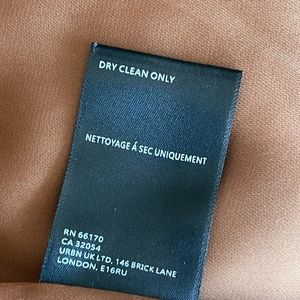 DRY CLEAN ONLY
NETTOYAGE Á SEC UNIQUEMENT
RN 66170
CA 32054
URBN UK LTD, 146 BRICK LANE
LONDON, E16RU